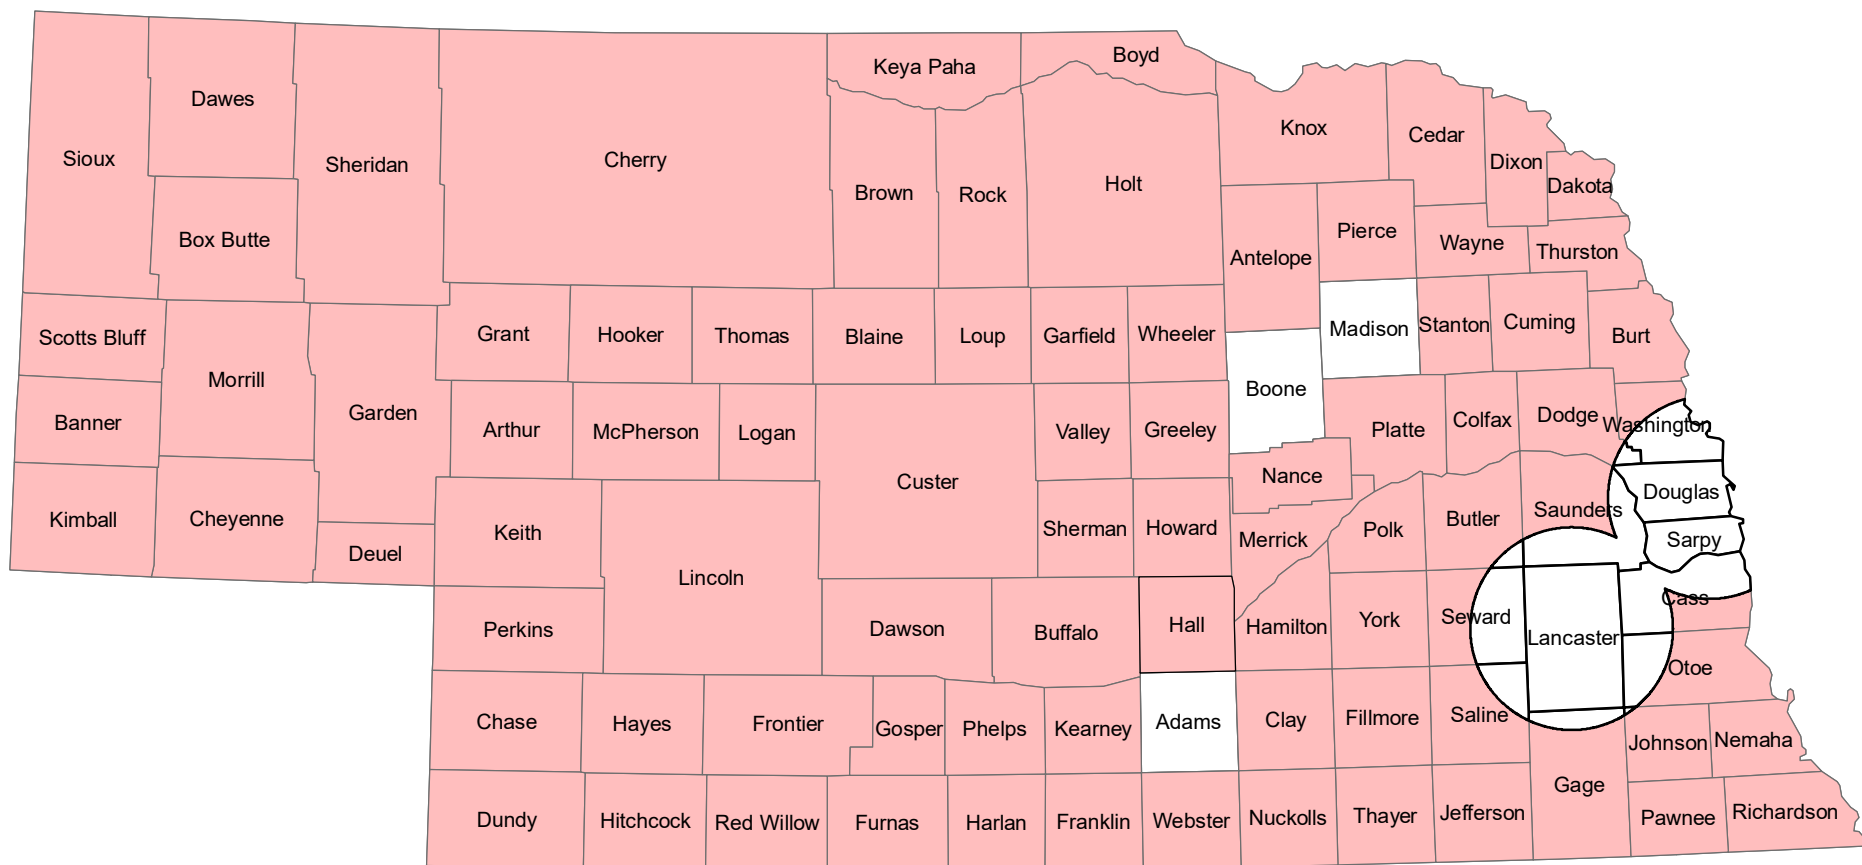 Boyd
Keya Paha
Dawes
Knox
Cedar
Sioux
Sheridan
Cherry
Dixon
Holt
Dakota
Brown
Rock
Pierce
Box Butte
Wayne
Thurston
Antelope
Scotts Bluff
Grant
Hooker
Thomas
Blaine
Loup
Garfield
Wheeler
Madison
Stanton
Cuming
Burt
Morrill
Boone
Banner
Garden
Arthur
McPherson
Logan
Valley
Greeley
Platte
Colfax
Dodge
Washington
Custer
Nance
Douglas
Kimball
Cheyenne
Keith
Sherman
Howard
Merrick
Polk
Butler
Saunders
Sarpy
Deuel
Lincoln
Cass
Perkins
Dawson
Buffalo
Hall
Hamilton
York
Seward
Lancaster
Otoe
Chase
Hayes
Frontier
Gosper
Phelps
Kearney
Adams
Clay
Fillmore
Saline
Johnson
Nemaha
Gage
Dundy
Hitchcock
Red Willow
Furnas
Harlan
Franklin
Webster
Nuckolls
Thayer
Jefferson
Pawnee
Richardson